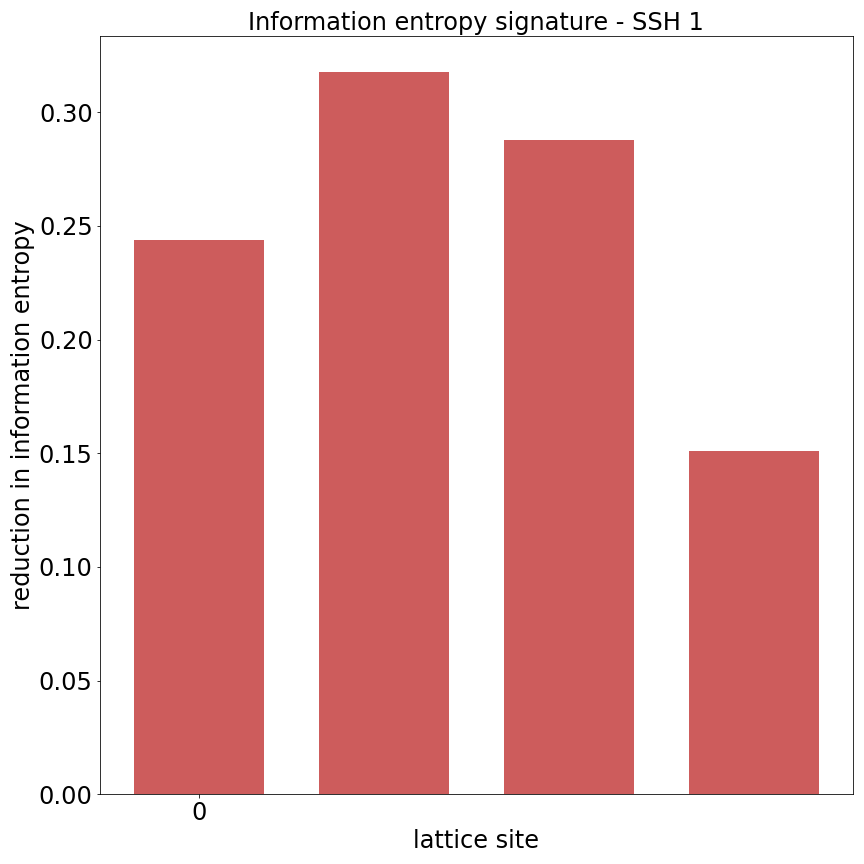 Information entropy signature - SSH 1
reduction in information entropy
0.30
0.25
0.20
0.15
0.10
0.05
0.00
0
lattice site